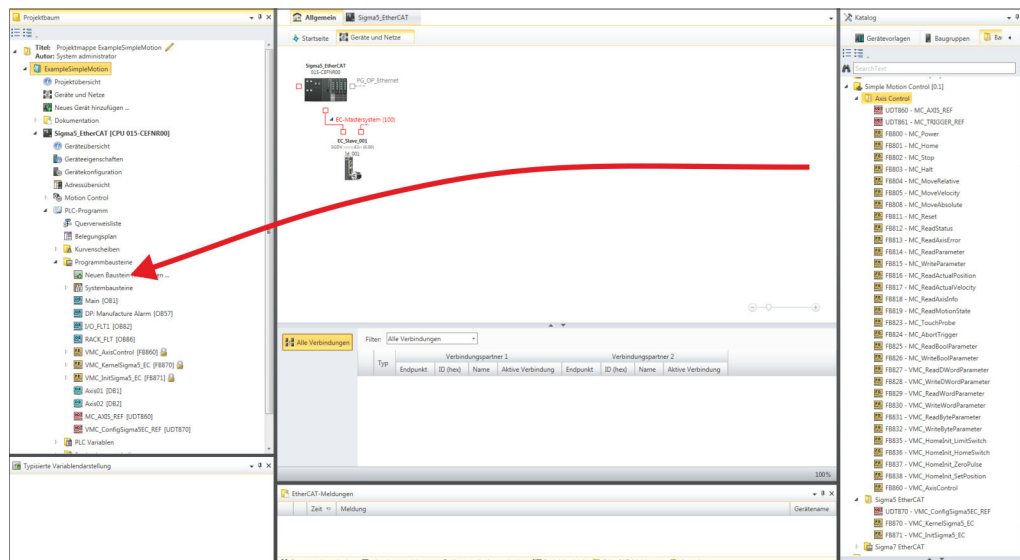 Projektbaum
Titel: Projektmappe ExampleSimpleMotion
Autor: System administrator
ExampleSimpleMotion
Projektübersicht
Geräte und Netze
Neues Gerät hinzufügen ...
Dokumentation
Sigma5_EtherCAT [CPU 015-CEFNR00]
Geräteübersicht
Geräteeigenschaften
Gerätekonfiguration
Adressübersicht
Motion Control
PLC-Programm
Querverweisliste
Belegungsplan
Kurvenscheiben
Programmbausteine
Neuen Baustein
Systembausteine
Main [OB1]
DP: Manufacture Alarm [OB57]
I/O_FLT1 [OB82]
RACK_FLT [OB86]
VMC_AxisControl [FB860]
VMC_KernelSigma5_EC [FB870]
VMC_InitSigma5_EC [FB871]
Axis01 [DB1]
Axis02 [DB2]
MC_AXIS_REF [UDT860]
VMC_ConfigSigma5EC_REF [UDT870]
PLC Variablen
Typisierte Variablendarstellung
Allgemein
Sigma5_EtherCAT
Startseite
Geräte und Netze
Sigma5_EtherCAT
015-CEFNR00
PG_OP_Ethernet
EC-Mastersystem (100)
EC_Slave_001
Alle Verbindungen
Filter: Alle Verbindungen
Verbindungspartner 1 Verbindungspartner 2
Typ Endpunkt ID (hex) Name Aktive Verbindung Endpunkt ID (hex) Name Aktive Verbindung
100%
EtherCAT-Meldungen
Zeit Meldung Gerätename
Katalog
Gerätevorlagen
Baugruppen
Ba
SearchText
Simple Motion Control [0.1]
Axis Control
UDT860 - MC_AXIS_REF
UDT861 - MC_TRIGGER_REF
FB800 - MC_Power
FB801 - MC_Home
FB802 - MC_Stop
FB803 - MC_Halt
FB804 - MC_MoveRelative
FB805 - MC_MoveVelocity
FB808 - MC_MoveAbsolute
FB811 - MC_Reset
FB812 - MC_ReadStatus
FB813 - MC_ReadAxisError
FB814 - MC_ReadParameter
FB815 - MC_WriteParameter
FB816 - MC_ReadActualPosition
FB817 - MC_ReadActualVelocity
FB818 - MC_ReadAxisInfo
FB819 - MC_ReadMotionState
FB823 - MC_TouchProbe
FB824 - MC_AbortTrigger
FB825 - MC_ReadBoolParameter
FB826 - MC_WriteBoolParameter
FB827 - VMC_ReadDWordParameter
FB828 - VMC_WriteDWordParameter
FB829 - VMC_ReadWordParameter
FB830 - VMC_WriteWordParameter
FB831 - VMC_ReadByteParameter
FB832 - VMC_WriteByteParameter
FB835 - VMC_HomeInit_LimitSwitch
FB836 - VMC_HomeInit_HomeSwitch
FB837 - VMC_HomeInit_ZeroPulse
FB838 - VMC_HomeInit_SetPosition
FB860 - VMC_AxisControl
Sigma5 EtherCAT
UDT870 - VMC_ConfigSigma5EC_REF
FB870 - VMC_KernelSigma5_EC
FB871 - VMC_InitSigma5_EC
Sigma7 EtherCAT